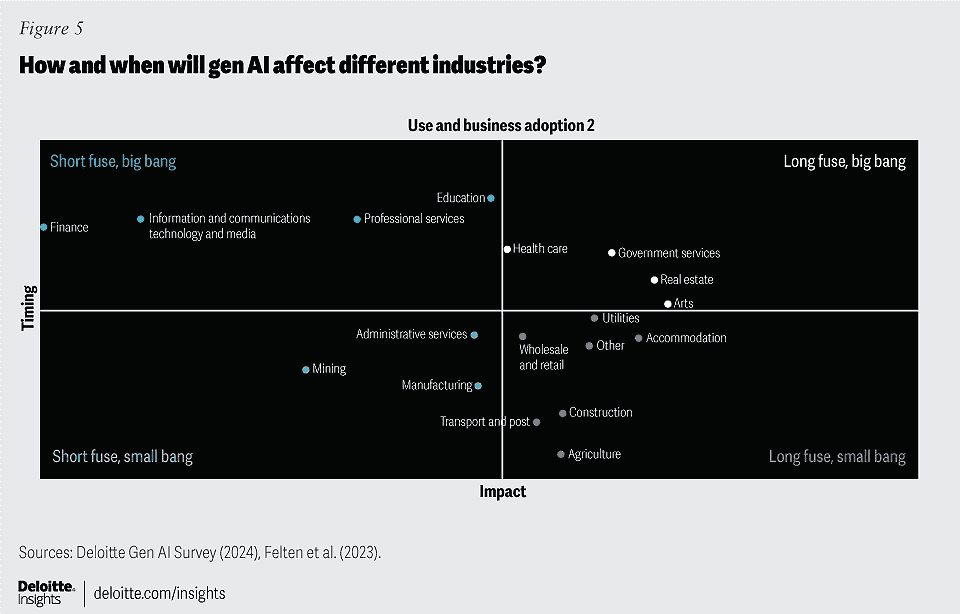 Figure 5
How and when will gen AI affect different industries?
Use and business adoption 2
Short fuse, big bang
Long fuse, big bang
Education
Finance
Information and communications
technology and media
Professional services
Health care
Government services
Real estate
Arts
Timing
Utilities
Administrative services
Wholesale
and retail
Other
Accommodation
Mining
Manufacturing
Transport and post
Construction
Agriculture
Short fuse, small bang
Long fuse, small bang
Impact
Sources: Deloitte Gen AI Survey (2024), Felten et al. (2023).
Deloitte.
Insights
deloitte.com/insights